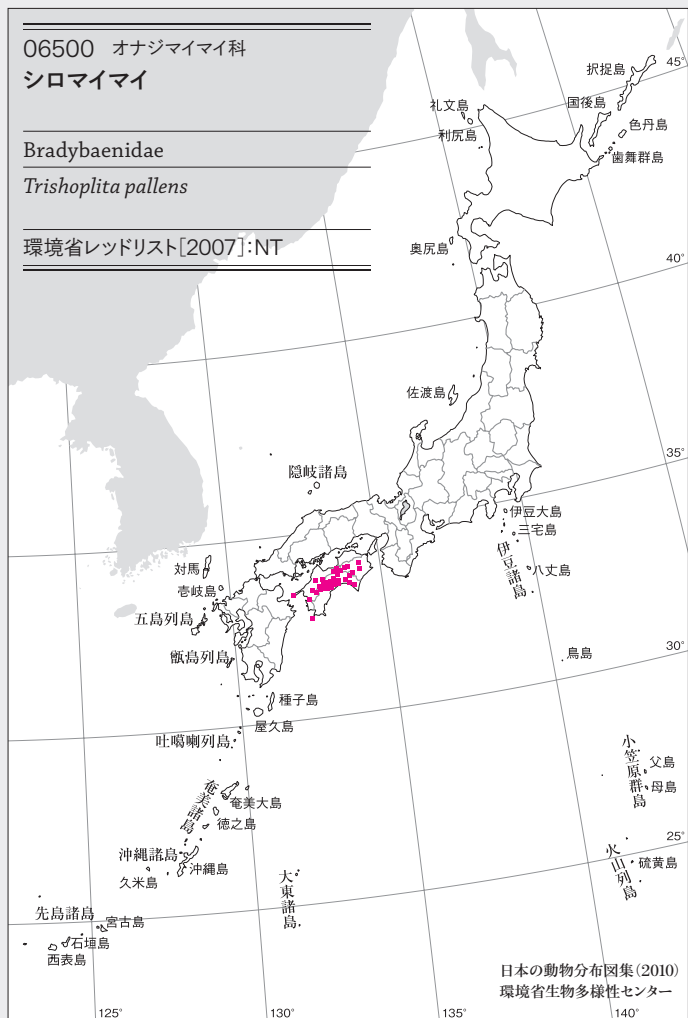 06500 オナジマイマイ科
シロマイマイ
Bradybaenidae
Trishoplita pallens
環境省レッドリスト[2007]:NT
45°
択捉島
礼文島
国後島
利尻島
色丹島
歯舞群島
奥尻島
40°
佐渡島
35°
隠岐諸島
伊豆大島
三宅島
伊豆諸島
八丈島
対馬
壱岐島
五島列島
甑島列島
鳥島
30°
種子島
屋久島
吐噶喇列島
小笠原群島
父島
母島
奄美諸島
奄美大島
徳之島
25°
沖縄諸島
沖縄島
久米島
大東諸島
火山列島
硫黄島
先島諸島
宮古島
石垣島
西表島
日本の動物分布図集(2010)
環境省生物多様性センター
125°
130°
135°
140°